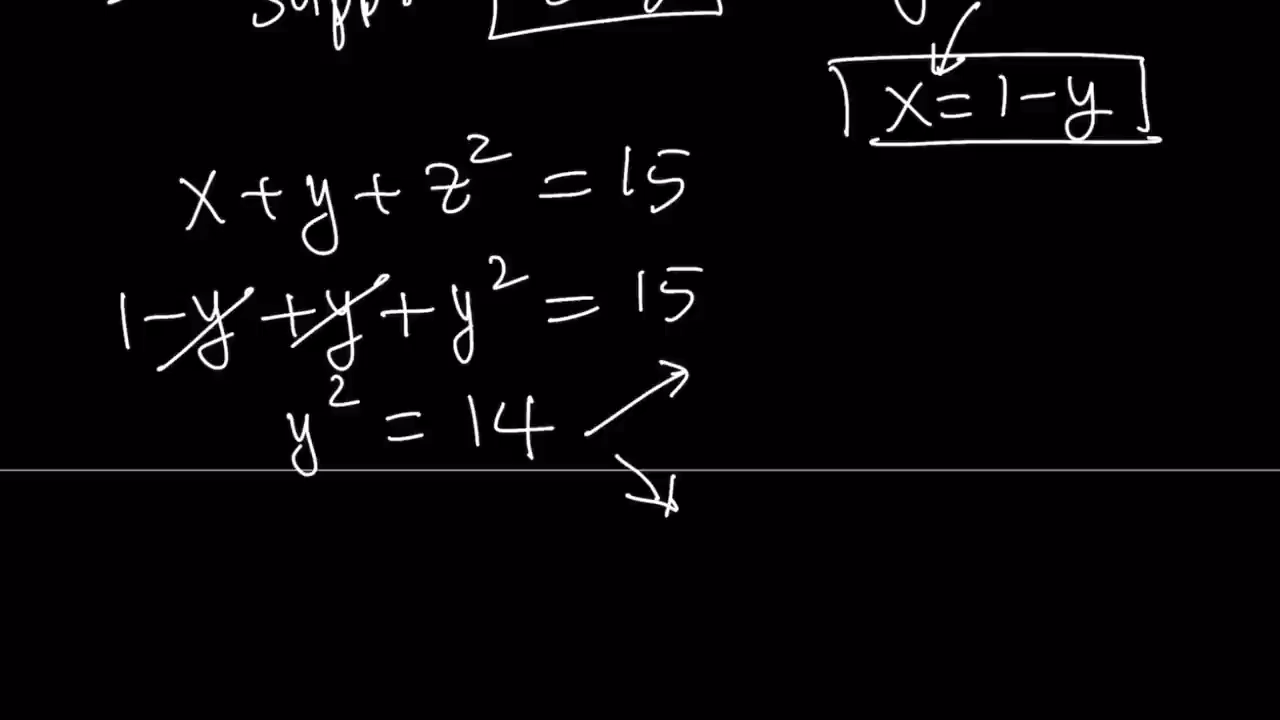 x = 1 - y
x + y + z² = 15
1 - y + y + y² = 15
y² = 14